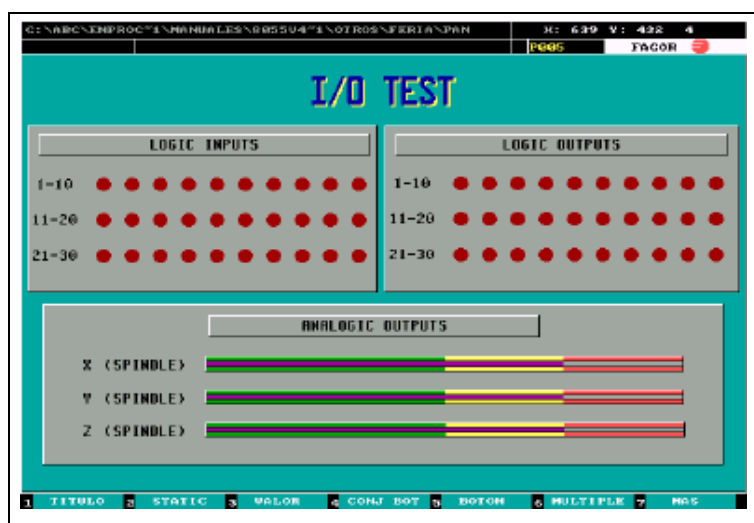 C:\ABC\ENPROC~1\MANUALES\8055V4~1\OTROS\FERIA\PAN X: 639 Y: 432 4
P005 FAGOR
I/O TEST
LOGIC INPUTS
1-10
11-20
21-30
LOGIC OUTPUTS
1-10
11-20
21-30
ANALOGIC OUTPUTS
X (SPINDLE)
Y (SPINDLE)
Z (SPINDLE)
1 TITULO 2 STATIC 3 VALOR 4 CONJ BOT 5 BOTON 6 MULTIPLE 7 MAS